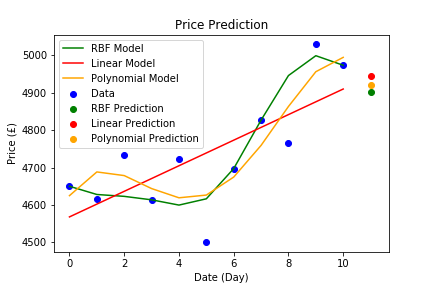 Price Prediction
RBF Model
Linear Model
Polynomial Model
Data
RBF Prediction
Linear Prediction
Polynomial Prediction
Price (£)
5000
4900
4800
4700
4600
4500
0 2 4 6 8 10
Date (Day)